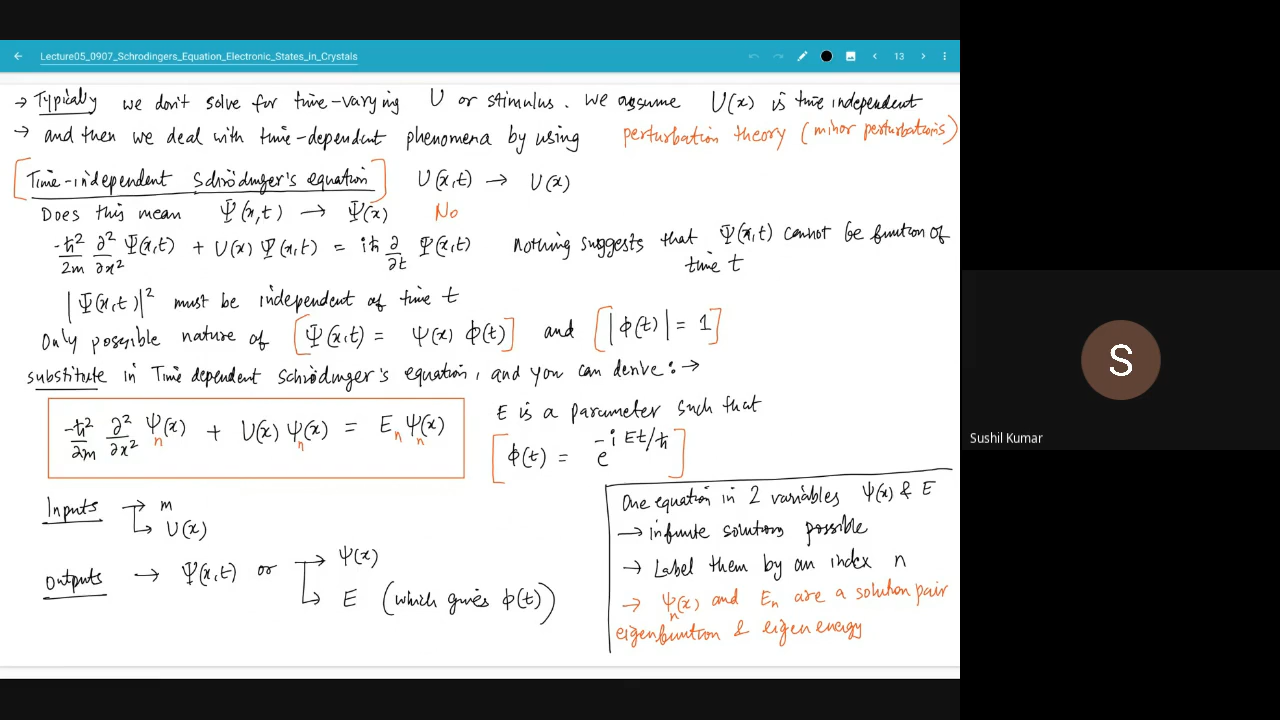 Lecture05_0907_Schrodingers_Equation_Electronic_States_in_Crystals
13
→ Typically we don't solve for time-varying U or stimulus. We assume U(x) is time independent
→ and then we deal with time-dependent phenomena by using perturbation theory (minor perturbations)
[Time-independent Schrödinger's equation] U(x,t) → U(x)
Does this mean Ψ(x,t) → Ψ(x) No
-ħ²/2m ∂²/∂x² Ψ(x,t) + U(x) Ψ(x,t) = iħ ∂/∂t Ψ(x,t) Nothing suggests that Ψ(x,t) cannot be function of
time t
|Ψ(x,t)|² must be independent of time t
Only possible nature of [Ψ(x,t) = ψ(x) φ(t)] and [|φ(t)| = 1]
substitute in Time dependent Schrödinger's equation, and you can derive :→
-ħ²/2m ∂²/∂x² ψn(x) + U(x) ψn(x) = En ψn(x)
E is a parameter such that
[φ(t) = e^(-iEt/ħ)]
Inputs → m
↳ U(x)
Outputs → Ψ(x,t) or → ψ(x)
↳ E (which gives φ(t))
One equation in 2 variables ψ(x) & E
→ infinite solutions possible
→ Label them by an index n
→ ψn(x) and En are a solution pair
eigenfunction & eigen energy
S
Sushil Kumar